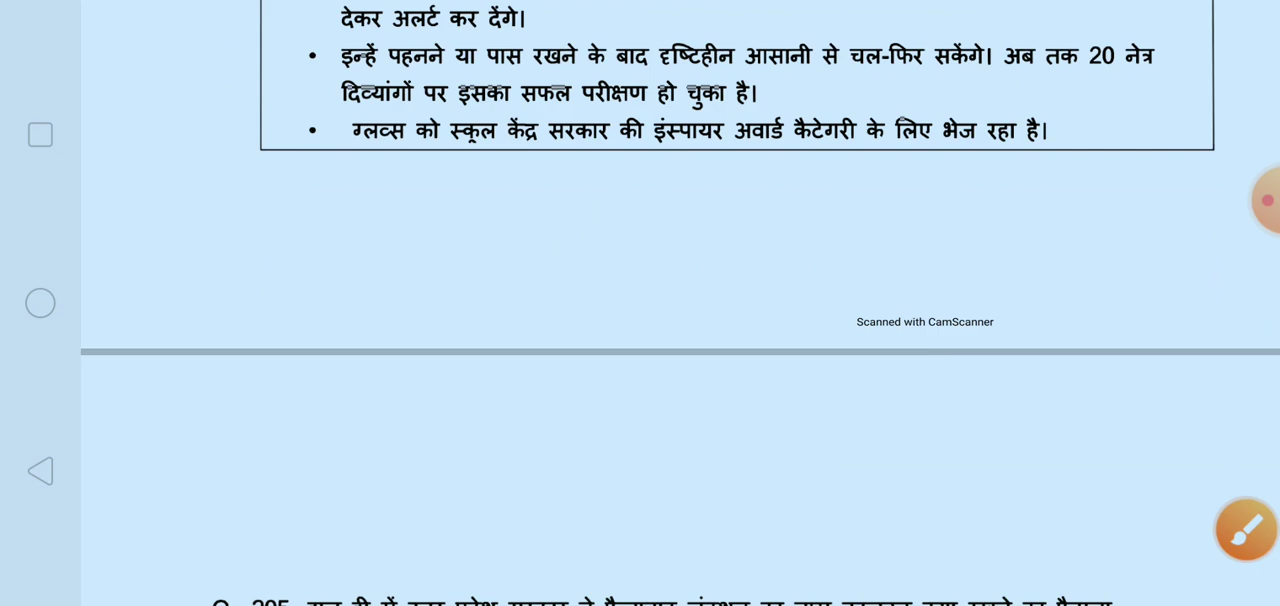 देकर अलर्ट कर देंगे।
• इन्हें पहनने या पास रखने के बाद दृष्टिहीन आसानी से चल-फिर सकेंगे। अब तक 20 नेत्र
दिव्यांगों पर इसका सफल परीक्षण हो चुका है।
• ग्लव्स को स्कूल केंद्र सरकार की इंस्पायर अवार्ड कैटेगरी के लिए भेज रहा है।
Scanned with CamScanner